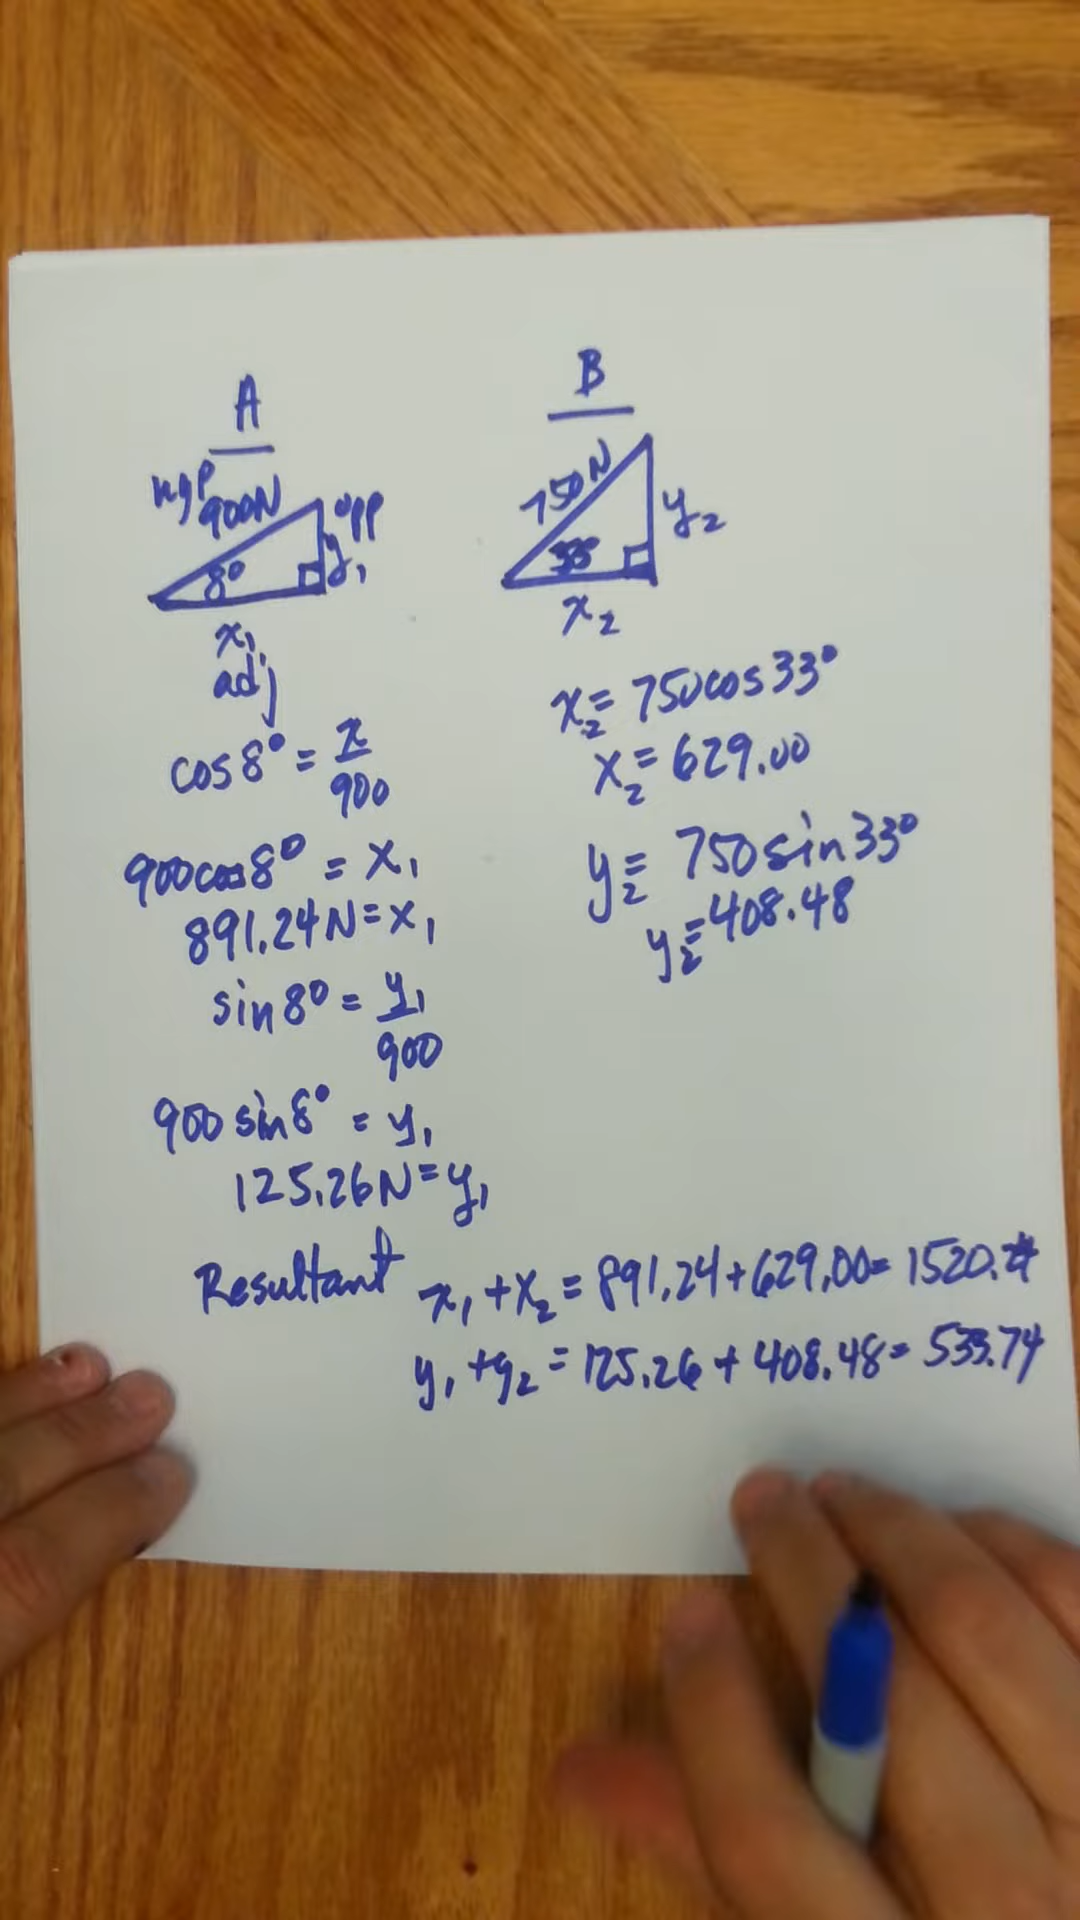 A
hyp
900N
opp
8°
y₁
x₁
adj
cos8° = x/900
900cos8° = x₁
891.24N = x₁
sin8° = y₁/900
900 sin8° = y₁
125.26N = y₁
B
750N
33°
y₂
x₂
x₂ = 750cos33°
x₂ = 629.00
y₂ = 750sin33°
y₂ = 408.48
Resultant x₁ + x₂ = 891.24 + 629.00 = 1520.24
y₁ + y₂ = 125.26 + 408.48 = 533.74